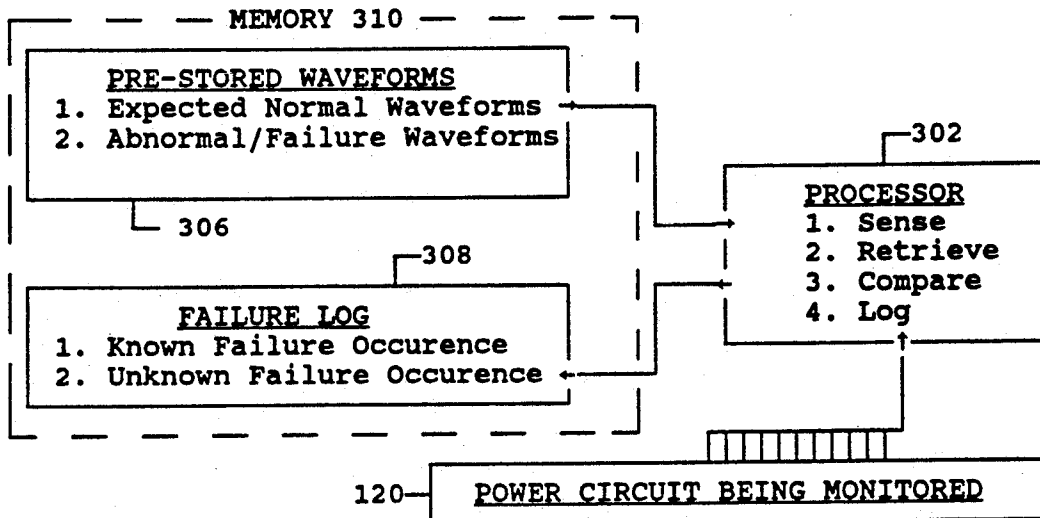 MEMORY 310
PRE-STORED WAVEFORMS
1. Expected Normal Waveforms
2. Abnormal/Failure Waveforms
306
308
FAILURE LOG
1. Known Failure Occurence
2. Unknown Failure Occurence
302
PROCESSOR
1. Sense
2. Retrieve
3. Compare
4. Log
120
POWER CIRCUIT BEING MONITORED